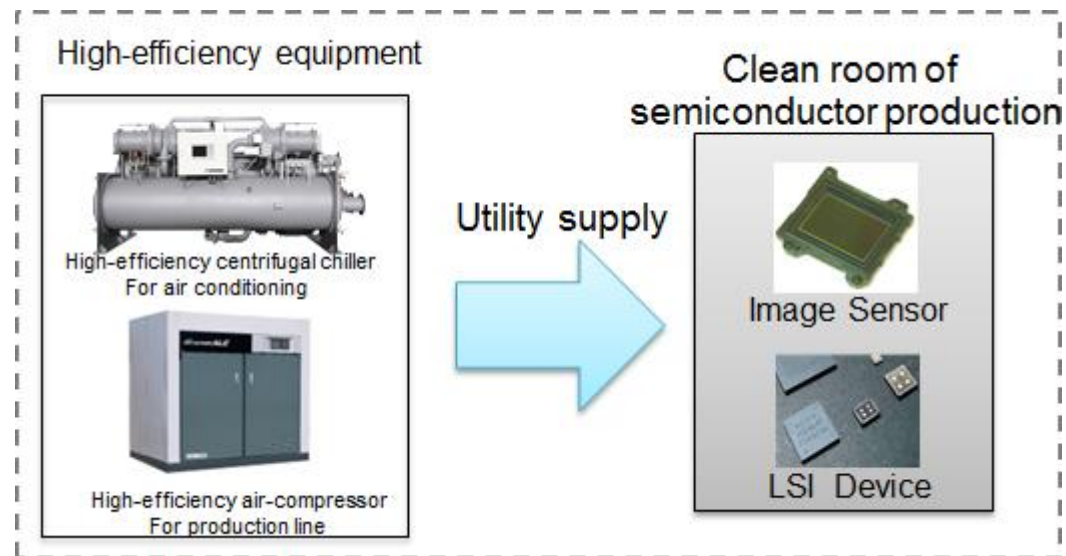 High-efficiency equipment
High-efficiency centrifugal chiller
For air conditioning
High-efficiency air-compressor
For production line
Utility supply
Clean room of
semiconductor production
Image Sensor
LSI Device